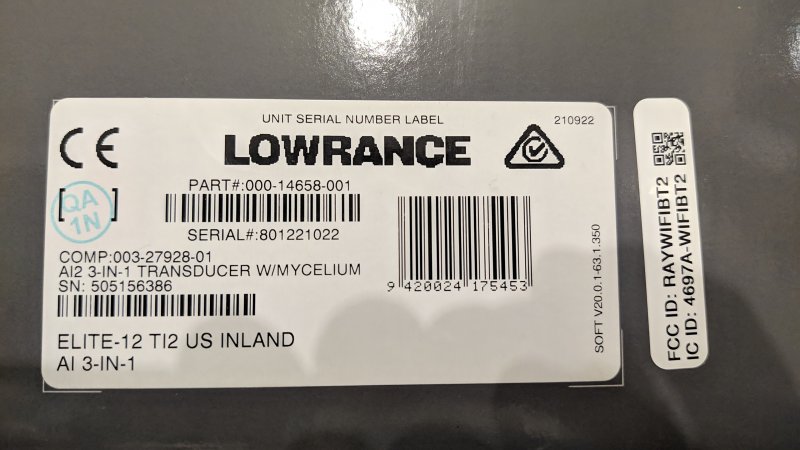 UNIT SERIAL NUMBER LABEL
210922
CE
LOWRANCE
PART#:000-14658-001
[ ]
QA
1N
SERIAL#:801221022
COMP:003-27928-01
AI2 3-IN-1 TRANSDUCER W/MYCELIUM
SN: 505156386
9 420024 175453
ELITE-12 TI2 US INLAND
AI 3-IN-1
SOFT V20.0.1-63.1.350
FCC ID: RAYWIFIBT2
IC ID: 4697A-WIFIBT2